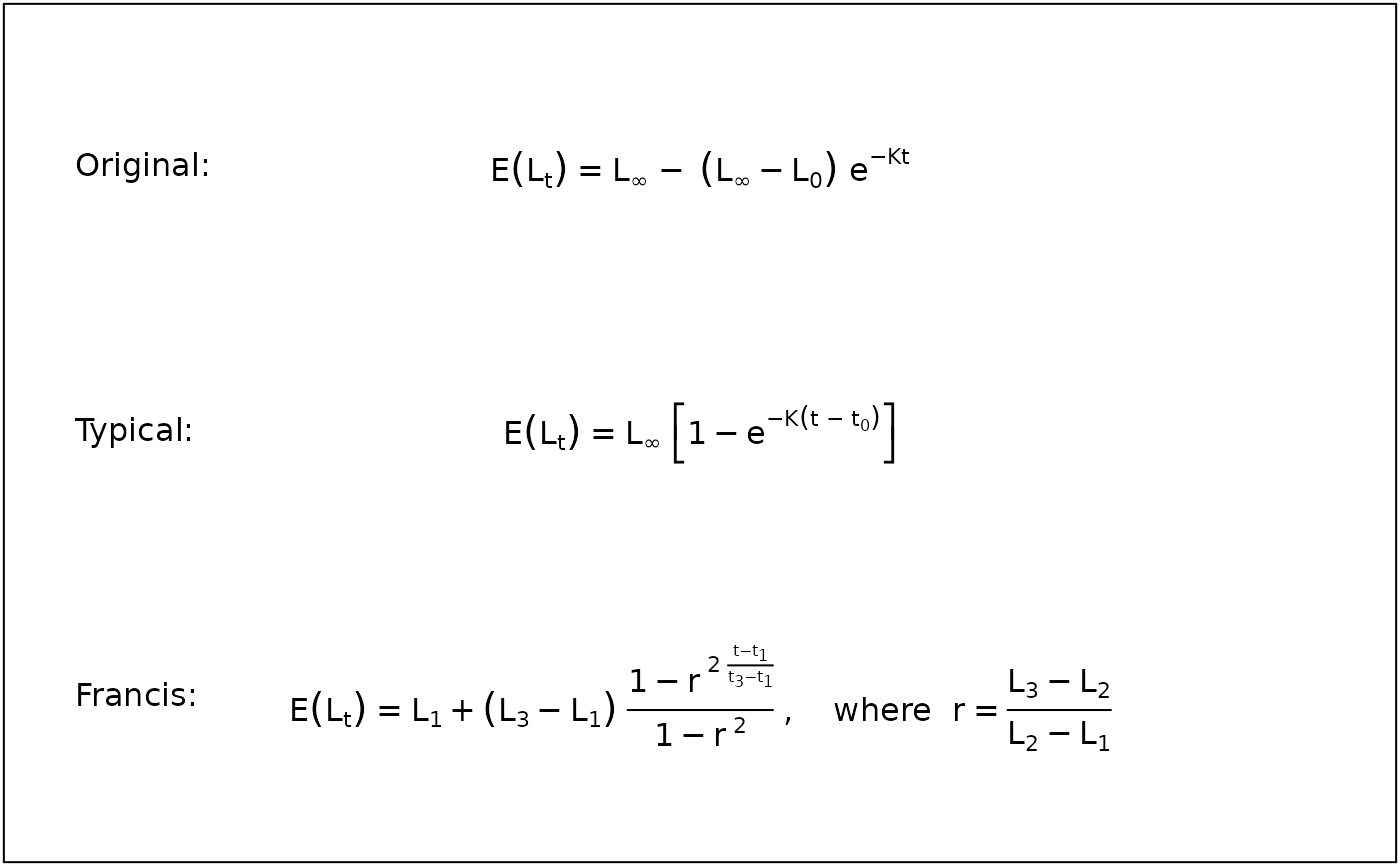 Original: E(Lₜ) = L∞ − (L∞ − L₀) e^(−Kt)
Typical: E(Lₜ) = L∞ [1 − e^(−K(t − t₀))]
Francis: E(Lₜ) = L₁ + (L₃ − L₁) (1 − r^(2 (t−t₁)/(t₃−t₁)))/(1 − r²) , where r = (L₃ − L₂)/(L₂ − L₁)